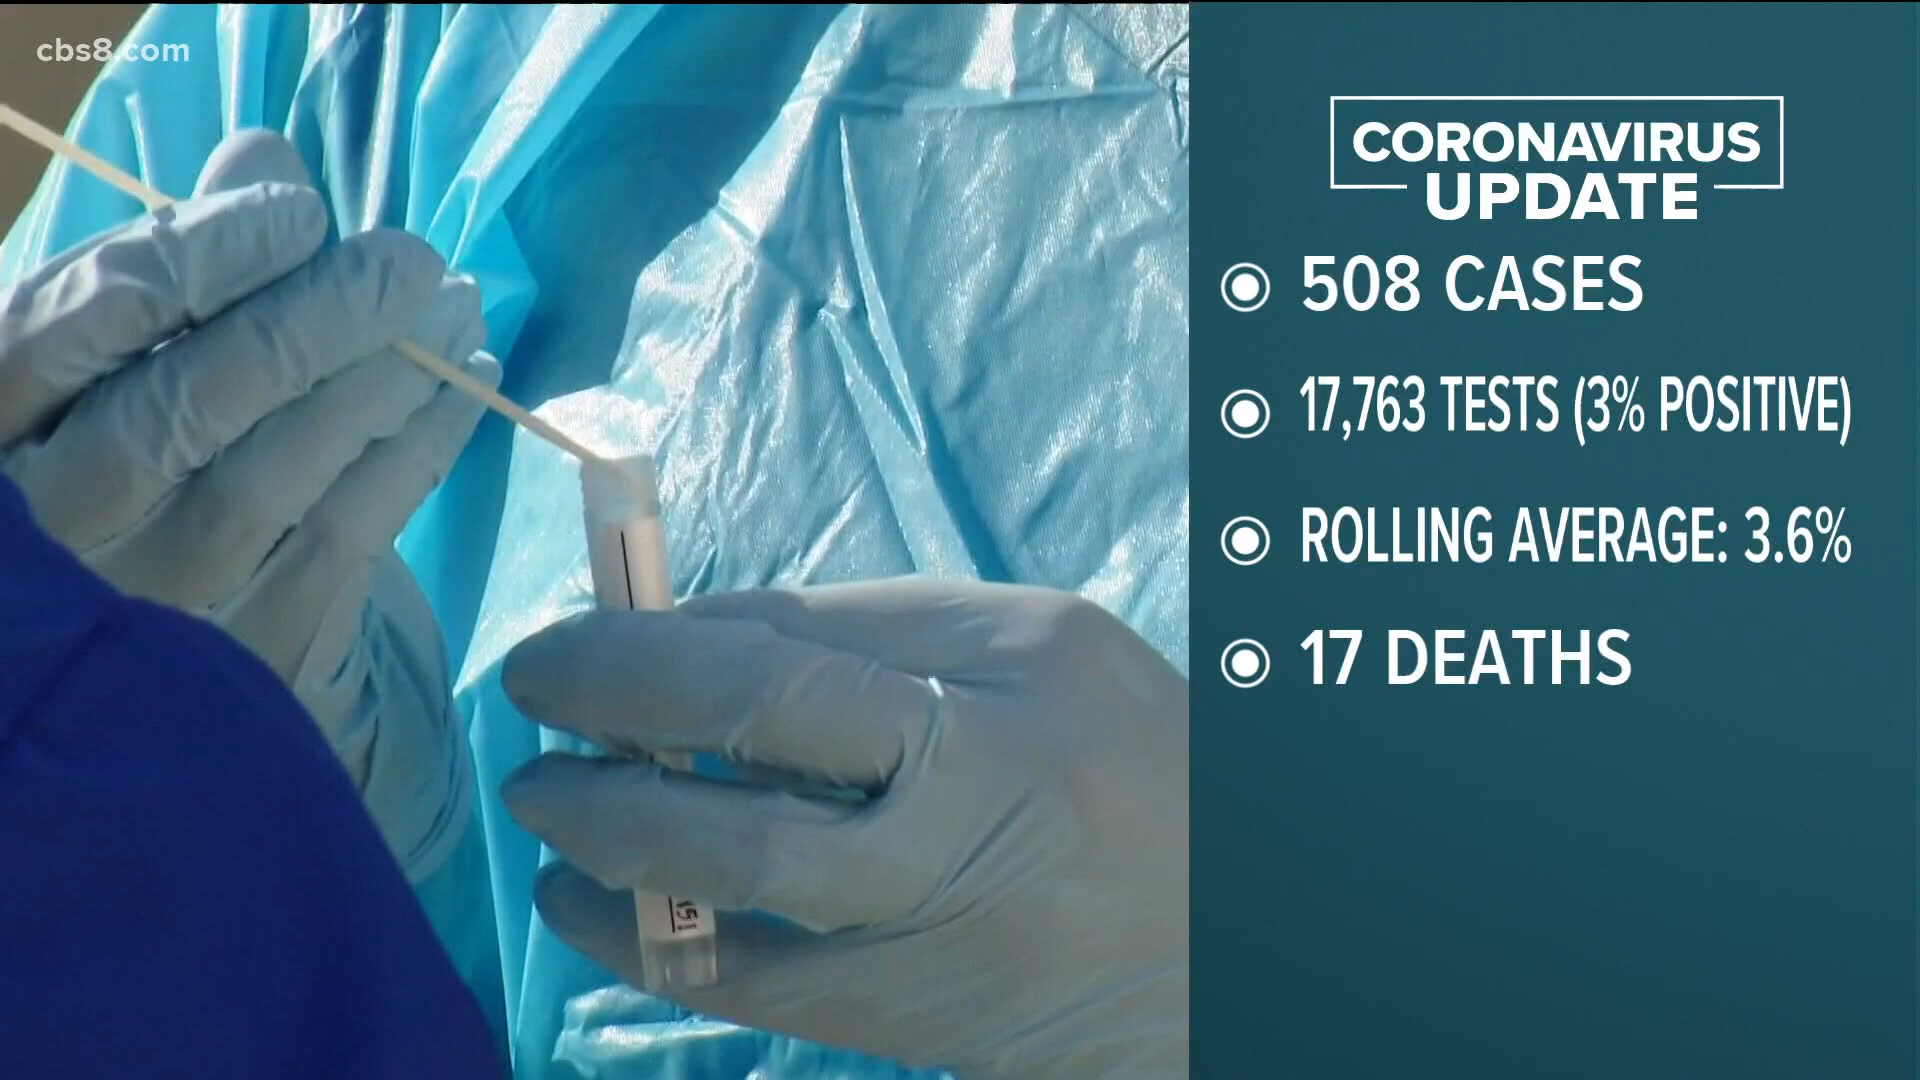 cbs8.com
CORONAVIRUS
UPDATE
508 CASES
17,763 TESTS (3% POSITIVE)
ROLLING AVERAGE: 3.6%
17 DEATHS